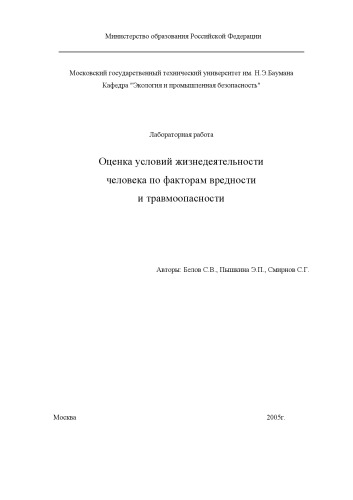 Министерство образования Российской Федерации
Московский государственный технический университет им. Н.Э.Баумана
Кафедра "Экология и промышленная безопасность"
Лабораторная работа
Оценка условий жизнедеятельности
человека по факторам вредности
и травмоопасности
Авторы: Белов С.В., Пышкина Э.П., Смирнов С.Г.
Москва 2005г.